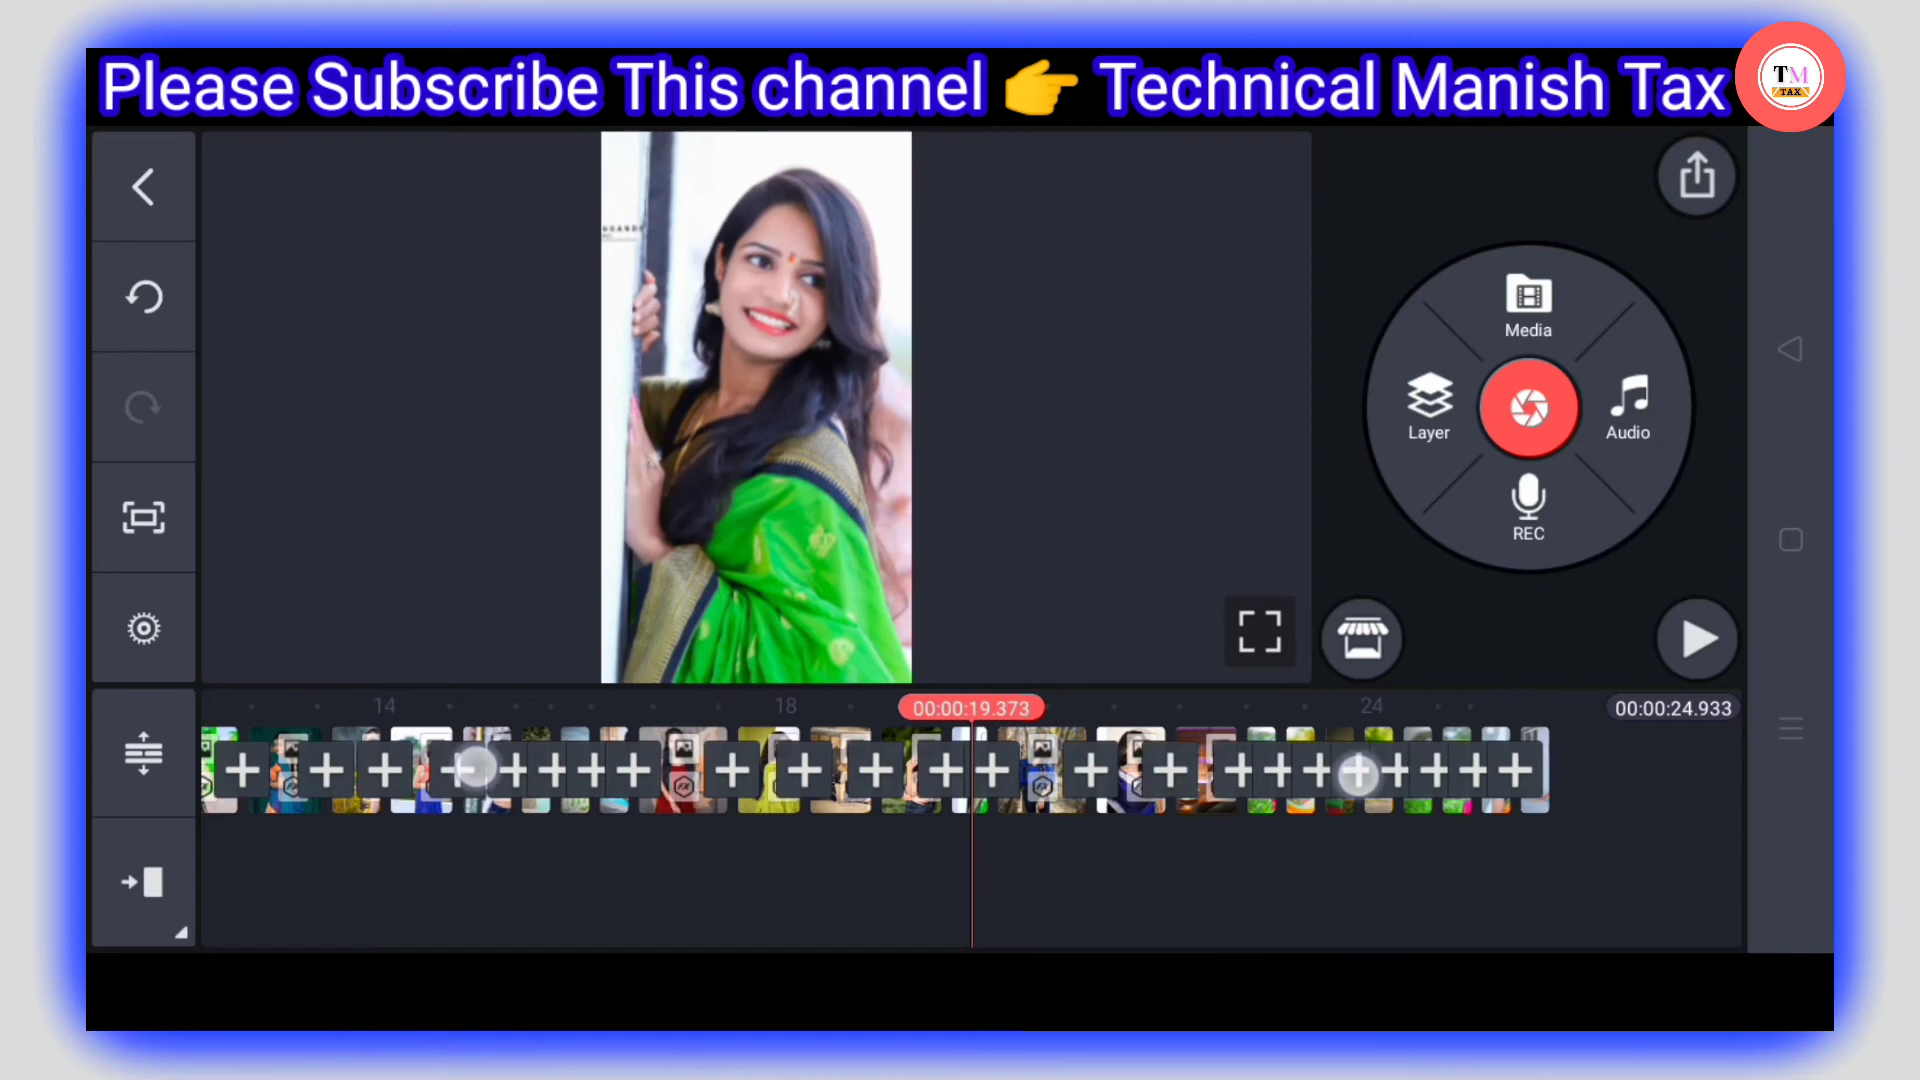 Please Subscribe This channel 👉 Technical Manish Tax
TM
TAX
Media
Layer
Audio
REC
14
18
00:00:19.373
24
00:00:24.933